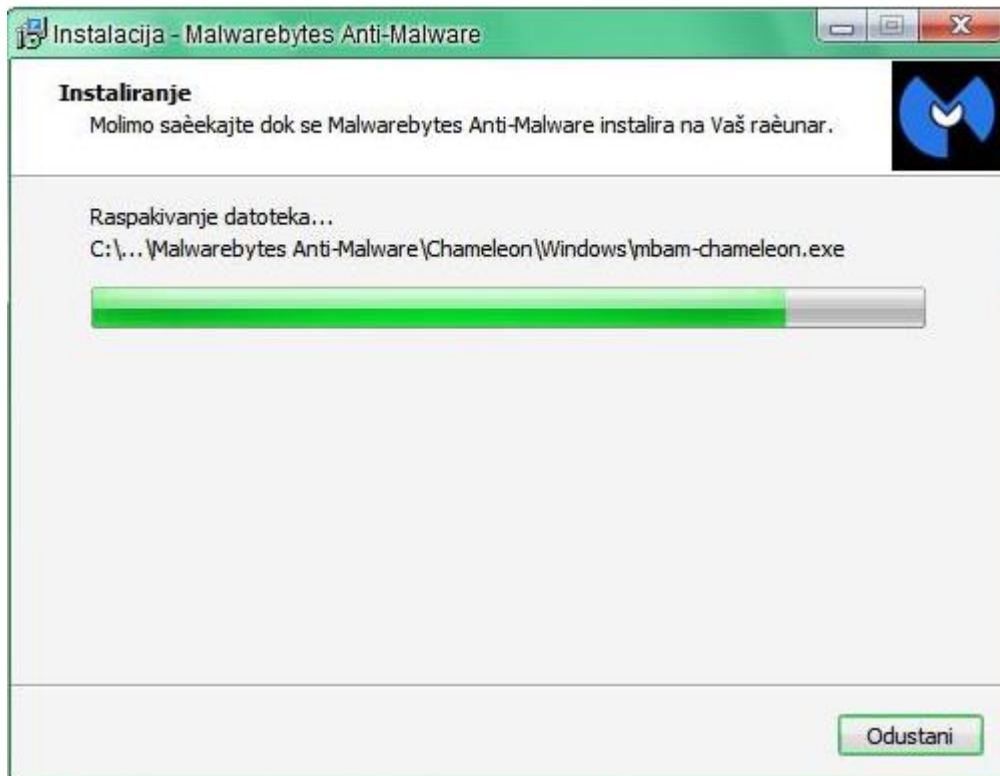 Instalacija - Malwarebytes Anti-Malware
Instaliranje
Molimo saèekajte dok se Malwarebytes Anti-Malware instalira na Vaš raèunar.
Raspakivanje datoteka...
C:\...\Malwarebytes Anti-Malware\Chameleon\Windows\mbam-chameleon.exe
Odustani